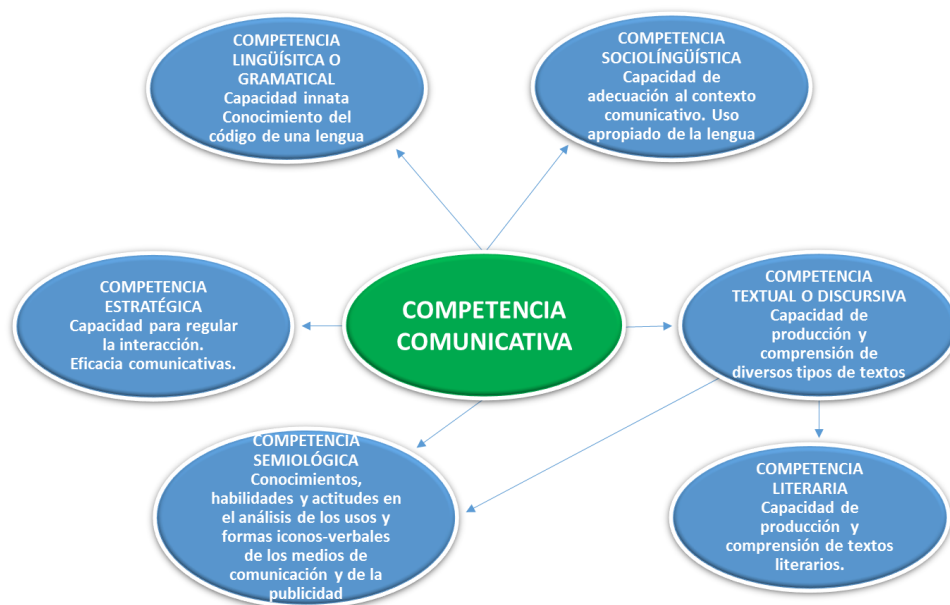 COMPETENCIA
LINGÜÍSITCA O
GRAMATICAL
Capacidad innata
Conocimiento del
código de una lengua
COMPETENCIA
SOCIOLÍNGÜÍSTICA
Capacidad de
adecuación al contexto
comunicativo. Uso
apropiado de la lengua
COMPETENCIA
ESTRATÉGICA
Capacidad para regular
la interacción.
Eficacia comunicativas.
COMPETENCIA
COMUNICATIVA
COMPETENCIA
TEXTUAL O DISCURSIVA
Capacidad de
producción y
comprensión de
diversos tipos de textos
COMPETENCIA
SEMIOLÓGICA
Conocimientos,
habilidades y actitudes en
el análisis de los usos y
formas iconos-verbales
de los medios de
comunicación y de la
publicidad
COMPETENCIA
LITERARIA
Capacidad de
producción y
comprensión de textos
literarios.